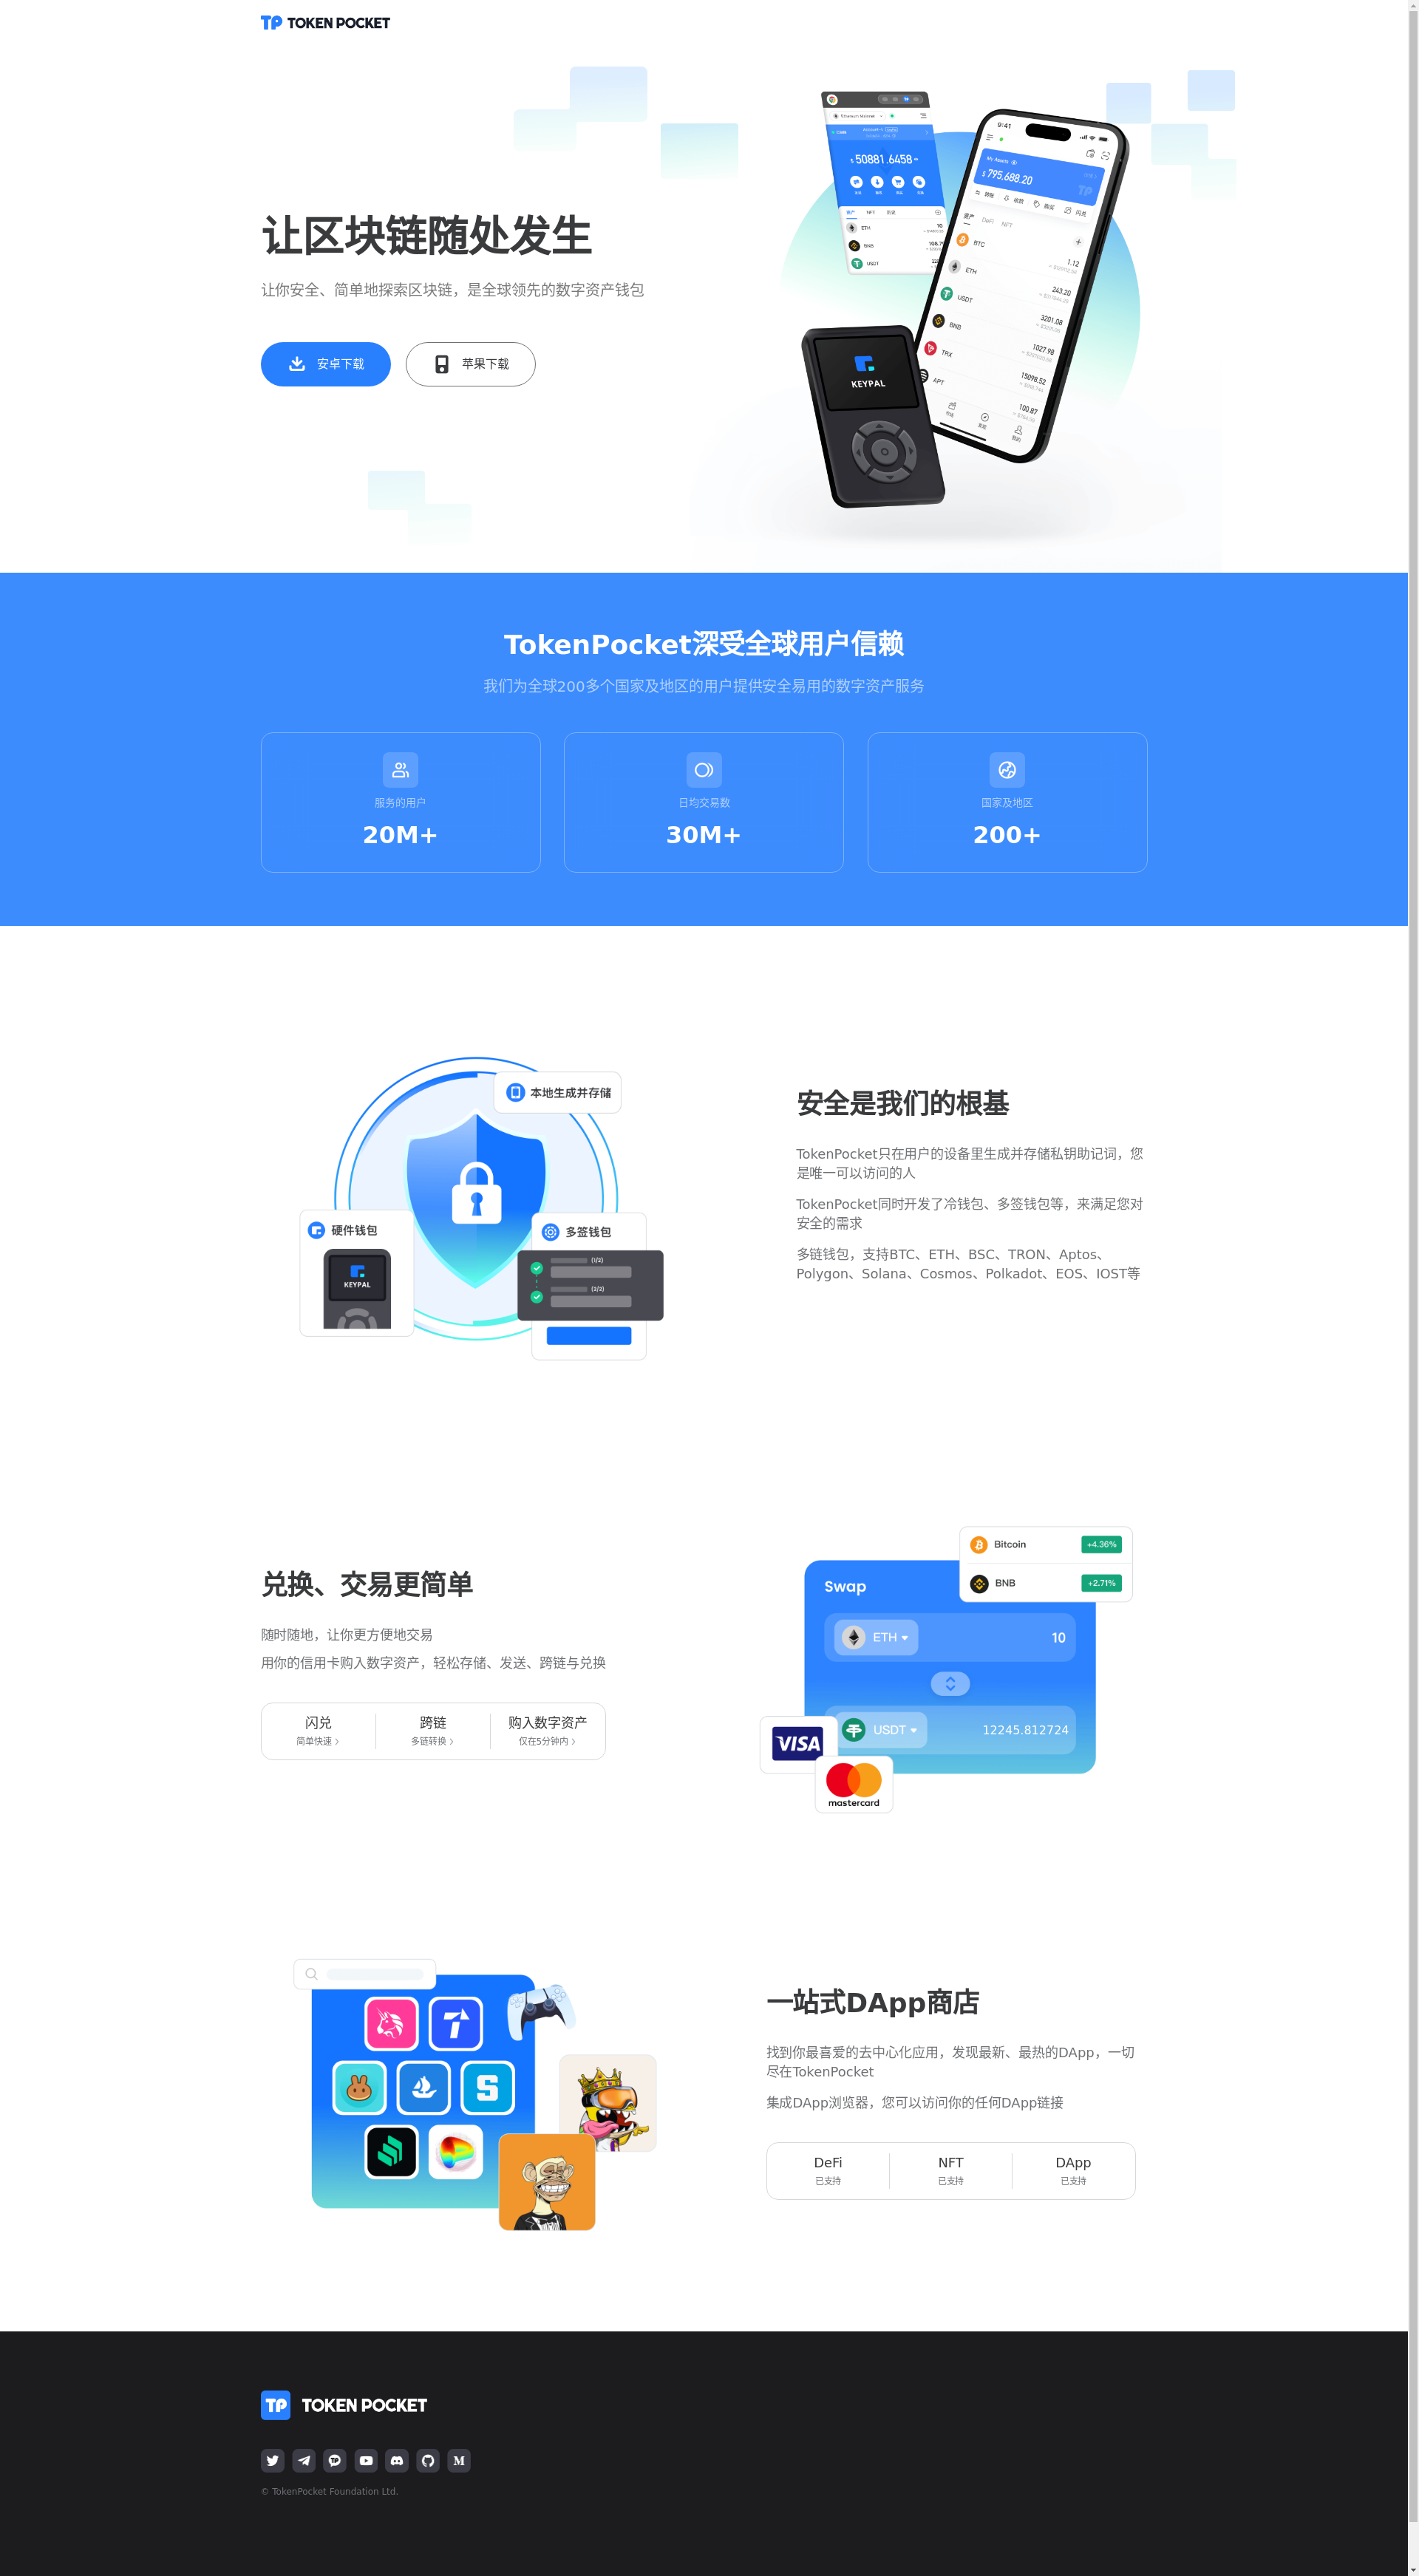 TP TOKEN POCKET
50881.6458
ETH
10
BNB
USDT
9:41
My Assets
$ 795,688.20
转账
收款
购买
闪兑
资产
DeFi
NFT
BTC
1.12
ETH
243.20
USDT
3201.08
BNB
1027.98
TRX
15098.52
APT
100.87
KEYPAL
让区块链随处发生
让你安全、简单地探索区块链，是全球领先的数字资产钱包
安卓下载
苹果下载
TokenPocket深受全球用户信赖
我们为全球200多个国家及地区的用户提供安全易用的数字资产服务
服务的用户
20M+
日均交易数
30M+
国家及地区
200+
本地生成并存储
硬件钱包
KEYPAL
多签钱包
(1/2)
(2/2)
安全是我们的根基
TokenPocket只在用户的设备里生成并存储私钥助记词，您
是唯一可以访问的人
TokenPocket同时开发了冷钱包、多签钱包等，来满足您对
安全的需求
多链钱包，支持BTC、ETH、BSC、TRON、Aptos、
Polygon、Solana、Cosmos、Polkadot、EOS、IOST等
兑换、交易更简单
随时随地，让你更方便地交易
用你的信用卡购入数字资产，轻松存储、发送、跨链与兑换
闪兑
简单快速
跨链
多链转换
购入数字资产
仅在5分钟内
Bitcoin
+4.36%
BNB
+2.71%
Swap
ETH
10
USDT
12245.812724
VISA
mastercard
一站式DApp商店
找到你最喜爱的去中心化应用，发现最新、最热的DApp，一切
尽在TokenPocket
集成DApp浏览器，您可以访问你的任何DApp链接
DeFi
已支持
NFT
已支持
DApp
已支持
TP TOKEN POCKET
© TokenPocket Foundation Ltd.